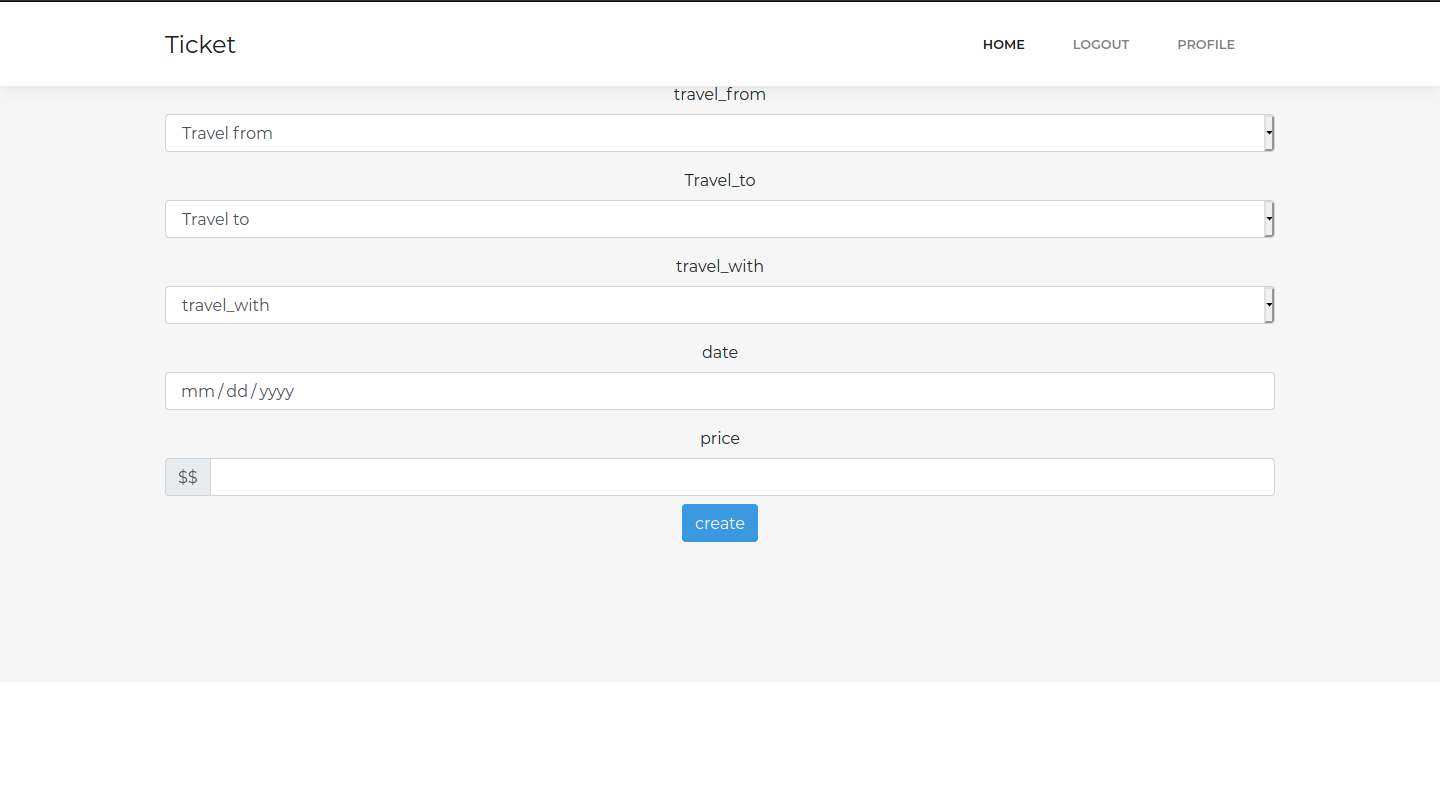 Ticket
HOME LOGOUT PROFILE
travel_from
Travel from
Travel_to
Travel to
travel_with
travel_with
date
mm/dd/yyyy
price
$$
create